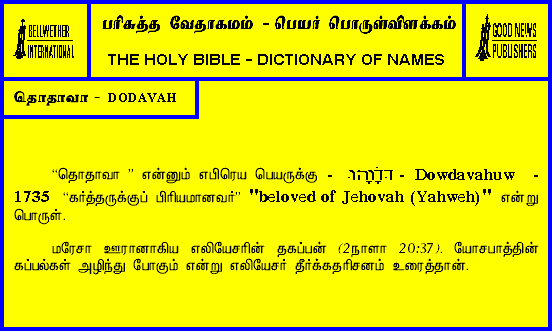 BELLWETHER
INTERNATIONAL
பரிசுத்த வேதாகமம் - பெயர் பொருள்விளக்கம்
THE HOLY BIBLE - DICTIONARY OF NAMES
GOOD NEWS
PUBLISHERS
தொதாவா - DODAVAH
“தொதாவா ” என்னும் எபிரெய பெயருக்கு - דּוֹדָוָהוּ - Dowdavahuw -
1735 “கர்த்தருக்குப் பிரியமானவர்” "beloved of Jehovah (Yahweh)" என்று
பொருள்.
மரேசா ஊரானாகிய எலியேசரின் தகப்பன் (2நாளா 20:37). யோசபாத்தின்
கப்பல்கள் அழிந்து போகும் என்று எலியேசர் தீர்க்கதரிசனம் உரைத்தான்.